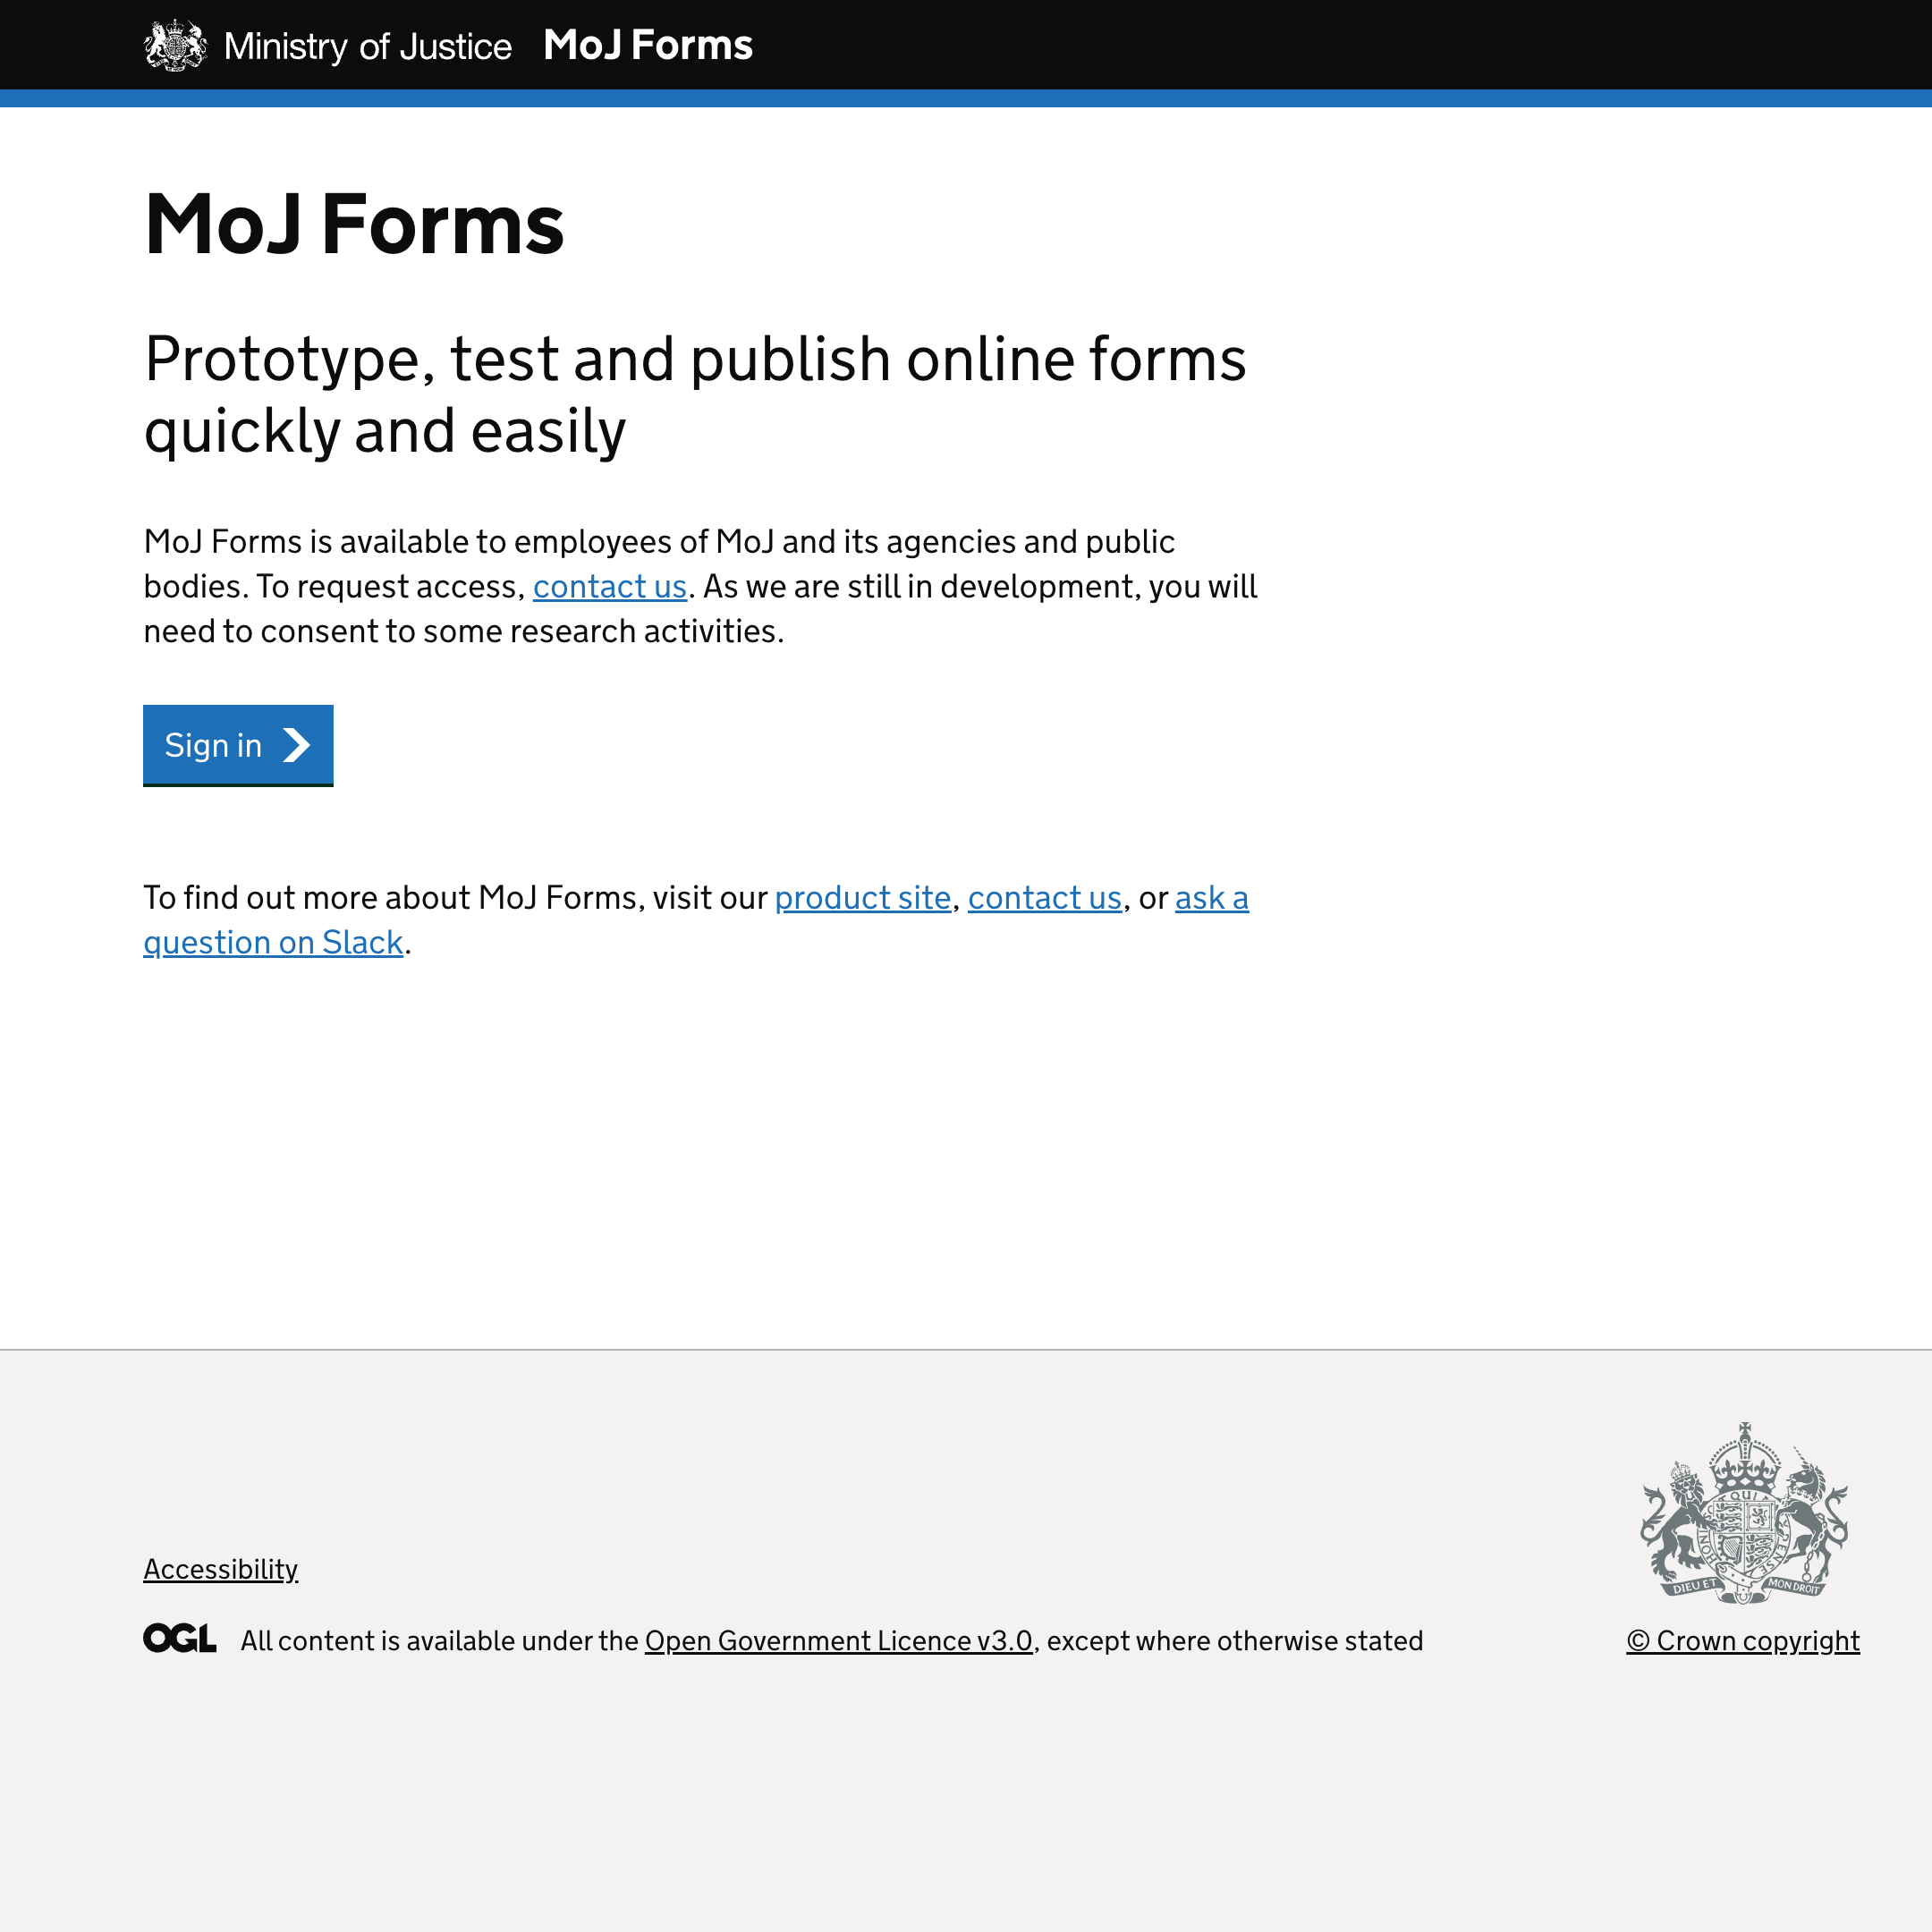 Ministry of Justice MoJ Forms
MoJ Forms
Prototype, test and publish online forms
quickly and easily
MoJ Forms is available to employees of MoJ and its agencies and public
bodies. To request access, contact us. As we are still in development, you will
need to consent to some research activities.
Sign in
To find out more about MoJ Forms, visit our product site, contact us, or ask a
question on Slack.
QUI
HONI
PENSE
DIEU ET MON DROIT
Accessibility
OGL All content is available under the Open Government Licence v3.0, except where otherwise stated
© Crown copyright